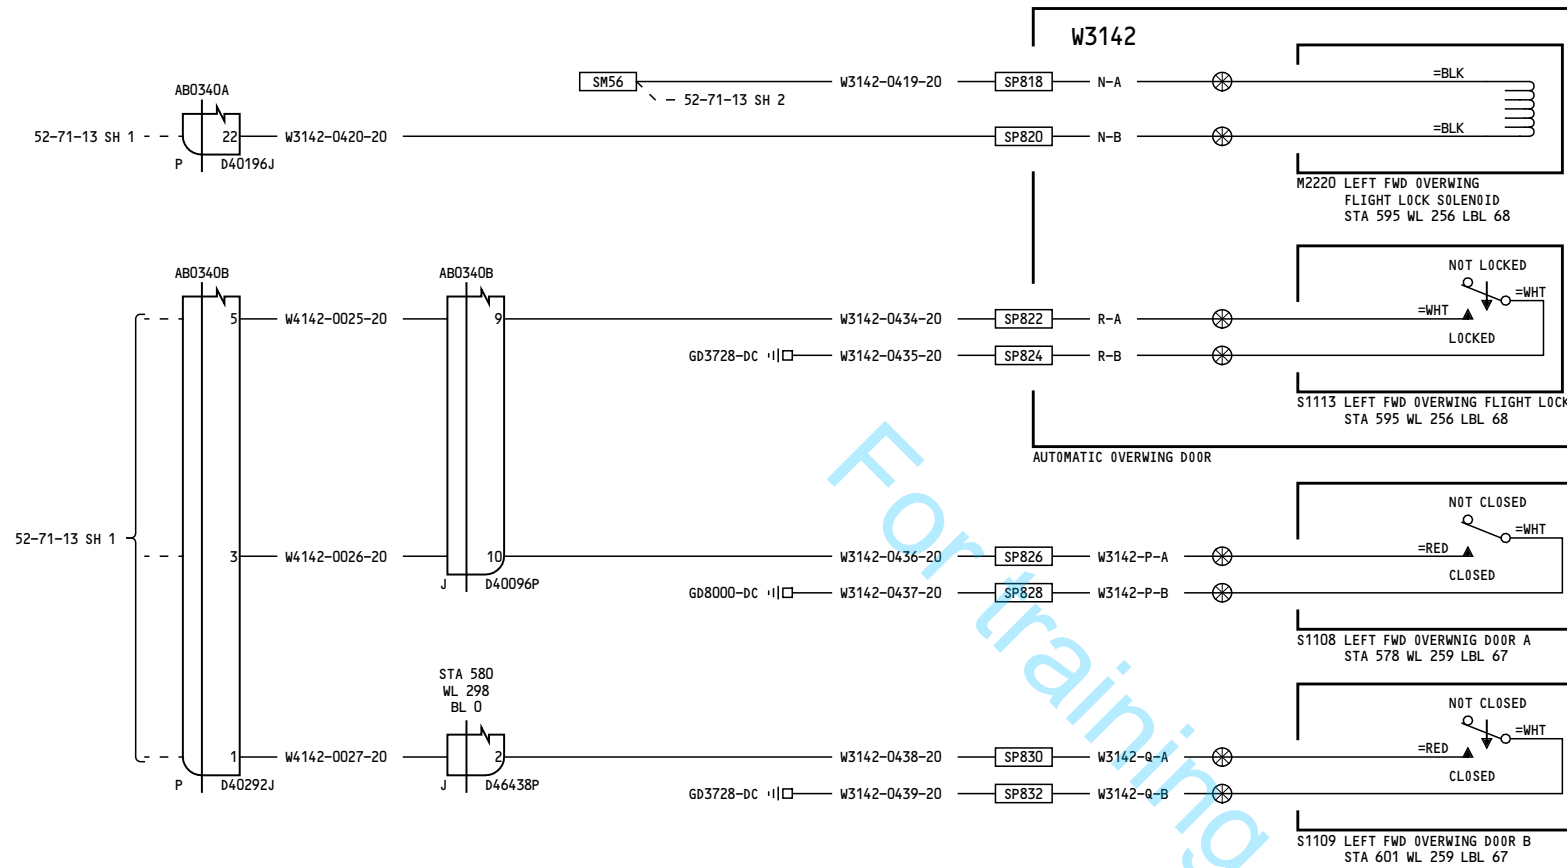 W3142
SM56
W3142-0419-20
SP818
N-A
=BLK
52-71-13 SH 2
AB0340A
52-71-13 SH 1
22
W3142-0420-20
SP820
N-B
=BLK
P
D40196J
M2220 LEFT FWD OVERWING
FLIGHT LOCK SOLENOID
STA 595 WL 256 LBL 68
AB0340B
AB0340B
NOT LOCKED
=WHT
5
W4142-0025-20
9
W3142-0434-20
SP822
R-A
=WHT
LOCKED
GD3728-DC
W3142-0435-20
SP824
R-B
S1113 LEFT FWD OVERWING FLIGHT LOCK
STA 595 WL 256 LBL 68
AUTOMATIC OVERWING DOOR
NOT CLOSED
=WHT
52-71-13 SH 1
3
W4142-0026-20
10
W3142-0436-20
SP826
W3142-P-A
=RED
CLOSED
J
D40096P
GD8000-DC
W3142-0437-20
SP828
W3142-P-B
S1108 LEFT FWD OVERWNIG DOOR A
STA 578 WL 259 LBL 67
STA 580
WL 298
BL 0
NOT CLOSED
=WHT
1
W4142-0027-20
2
W3142-0438-20
SP830
W3142-Q-A
=RED
CLOSED
P
D40292J
J
D46438P
GD3728-DC
W3142-0439-20
SP832
W3142-Q-B
S1109 LEFT FWD OVERWING DOOR B
STA 601 WL 259 LBL 67
For training